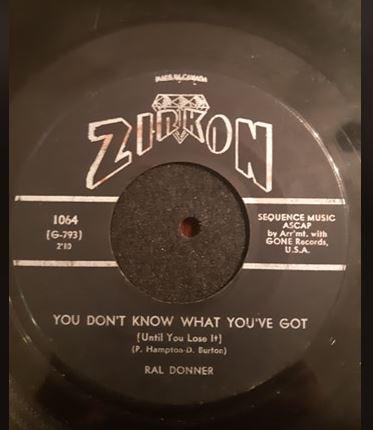 MADE IN CANADA
ZIRKON
1064
(G-793)
2'10
SEQUENCE MUSIC
ASCAP
by Arr'mt. with
GONE Records,
U.S.A.
YOU DON'T KNOW WHAT YOU'VE GOT
(Until You Lose It)
(P. Hampton-D. Burton)
RAL DONNER